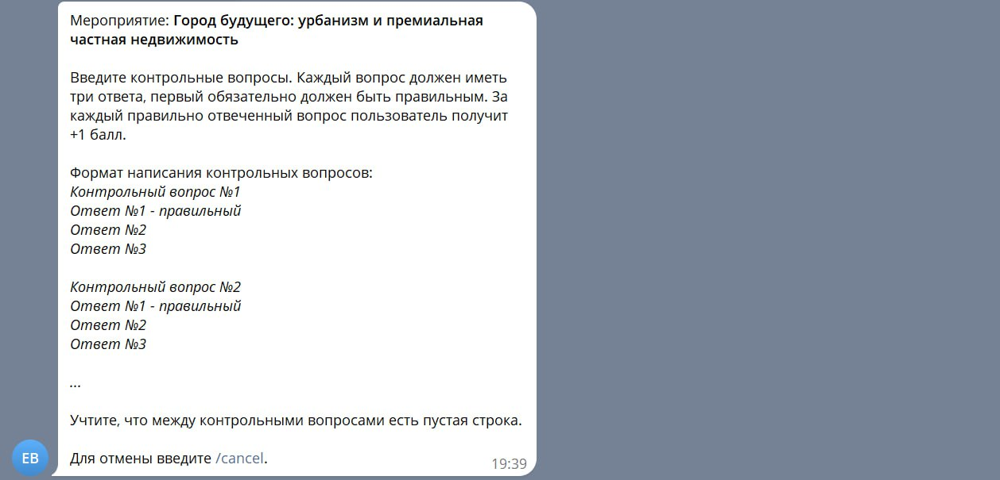 Мероприятие: Город будущего: урбанизм и премиальная
частная недвижимость
Введите контрольные вопросы. Каждый вопрос должен иметь
три ответа, первый обязательно должен быть правильным. За
каждый правильно отвеченный вопрос пользователь получит
+1 балл.
Формат написания контрольных вопросов:
Контрольный вопрос №1
Ответ №1 - правильный
Ответ №2
Ответ №3
Контрольный вопрос №2
Ответ №1 - правильный
Ответ №2
Ответ №3
...
Учтите, что между контрольными вопросами есть пустая строка.
Для отмены введите /cancel.
19:39
ЕВ